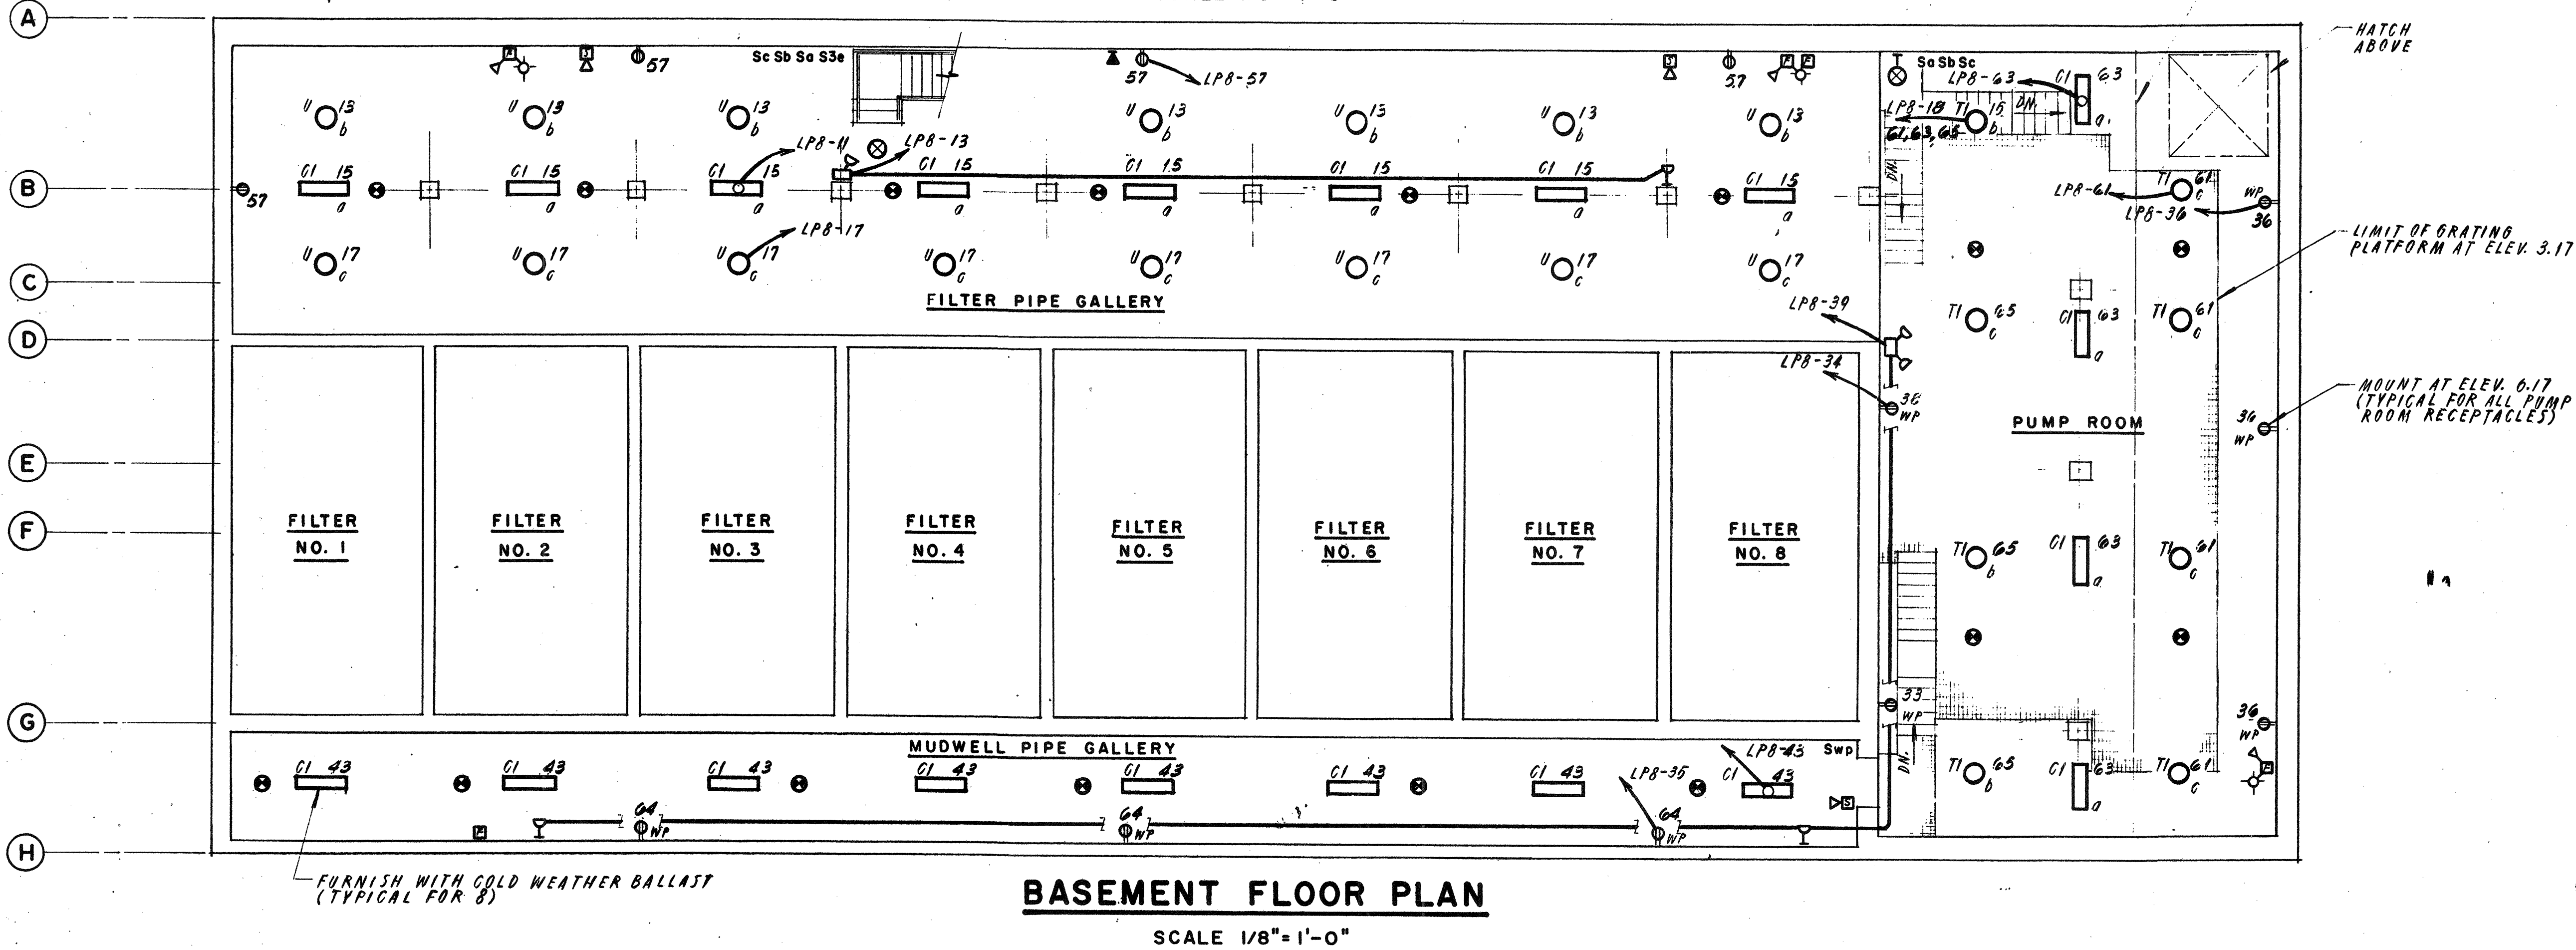 A
HATCH
ABOVE
57
Sc Sb Sa S3e
57
LP8-57
57
Sa Sb Sc
LP8-63
C1 63
a
U 13 b
U 13 b
U 13 b
U 13 b
U 13 b
U 13 b
U 13 b
LP8-18
T1 15 b
DN.
61,63,65
LP8-11
LP8-13
B
57
C1 15 a
C1 15 a
C1 15 a
C1 15 a
C1 15 a
C1 15 a
C1 15 a
C1 15 a
DN.
LP8-61
T1 61 c
LP8-36
WP
36
LP8-17
U 17 c
U 17 c
U 17 c
U 17 c
U 17 c
U 17 c
U 17 c
U 17 c
LIMIT OF GRATING
PLATFORM AT ELEV. 3.17
C
FILTER PIPE GALLERY
LP8-39
T1 65 c
C1 63 a
T1 61 c
D
LP8-34
38
WP
MOUNT AT ELEV. 6.17
(TYPICAL FOR ALL PUMP
ROOM RECEPTACLES)
PUMP ROOM
36
WP
E
FILTER
NO. 1
FILTER
NO. 2
FILTER
NO. 3
FILTER
NO. 4
FILTER
NO. 5
FILTER
NO. 6
FILTER
NO. 7
FILTER
NO. 8
F
T1 65 b
C1 63 a
T1 61 c
33
WP
G
36
WP
MUDWELL PIPE GALLERY
LP8-43
Swp
DN.
C1 43
C1 43
C1 43
C1 43
C1 43
C1 43
C1 43
C1 43
T1 65 b
C1 63 a
T1 61 c
LP8-35
64
WP
64
WP
64
WP
H
FURNISH WITH COLD WEATHER BALLAST
(TYPICAL FOR 8)
BASEMENT FLOOR PLAN
SCALE 1/8"=1'-0"